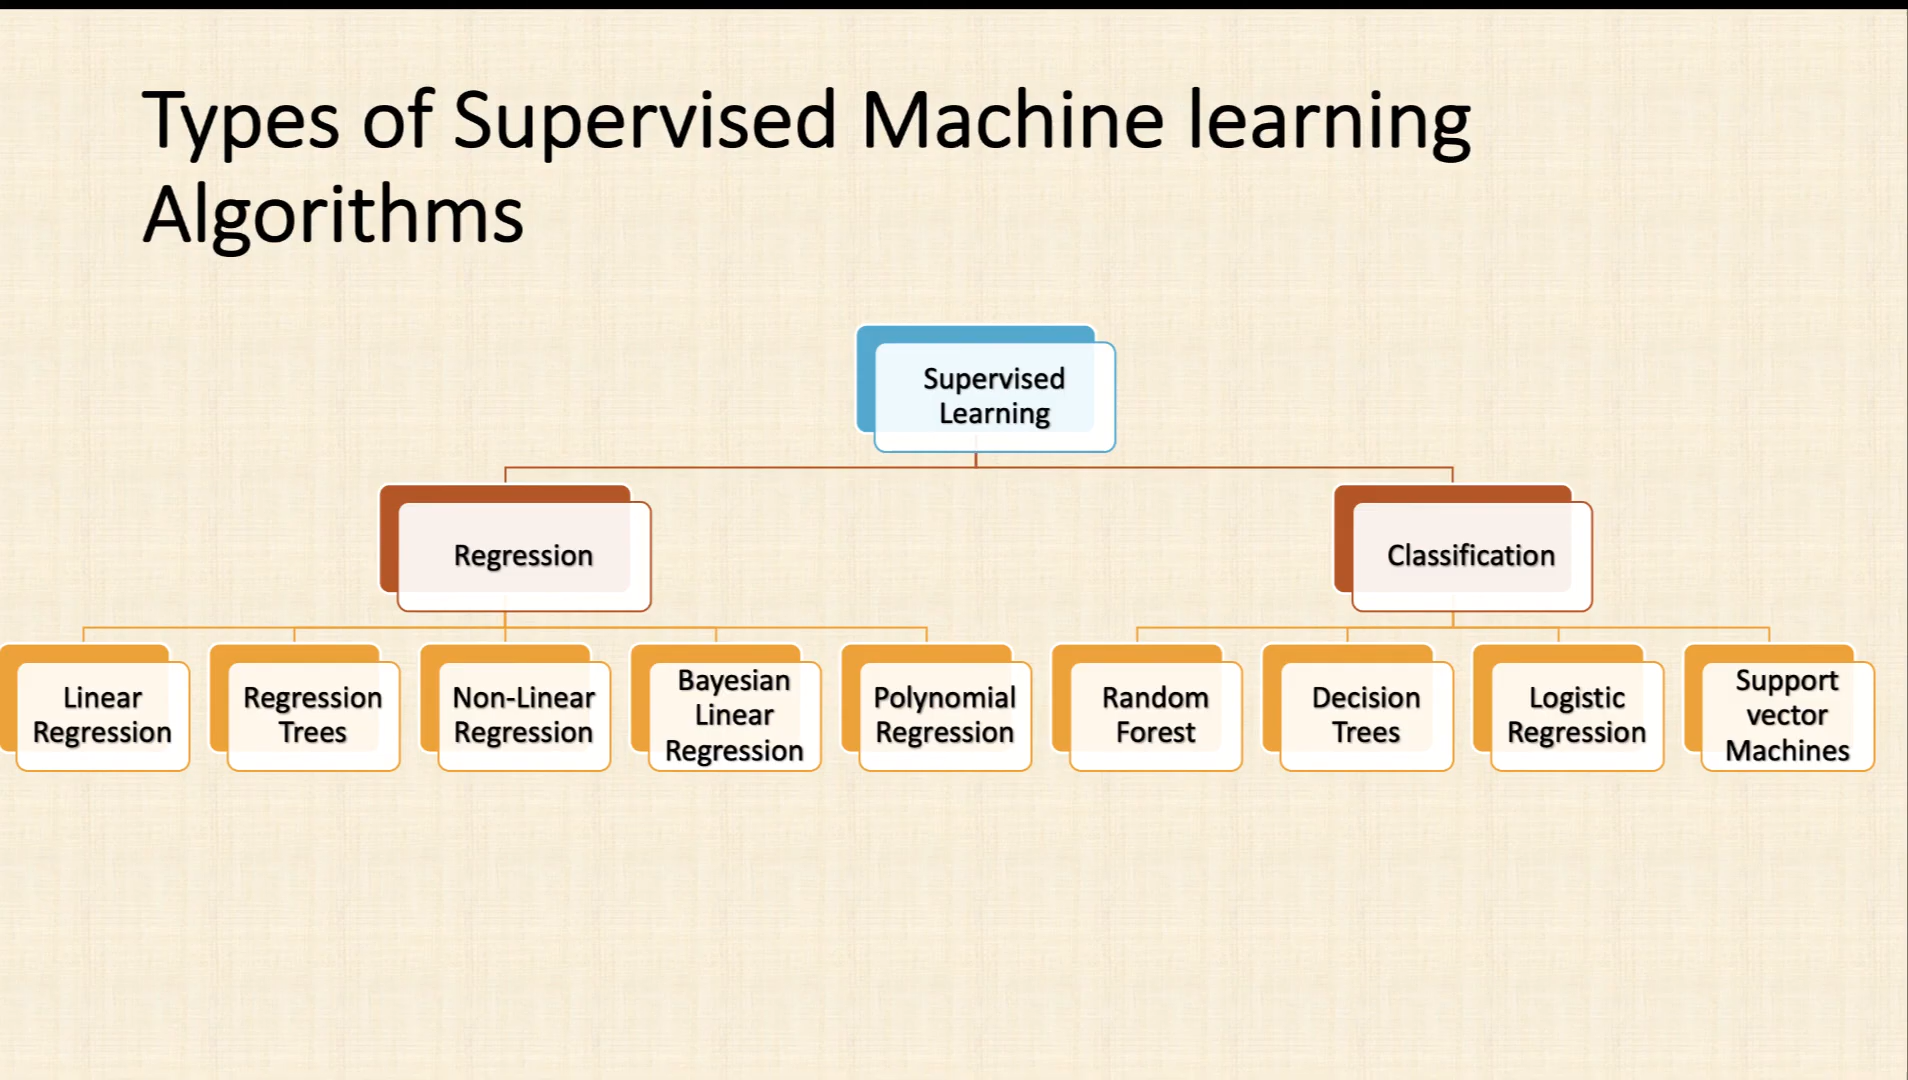 Types of Supervised Machine learning
Algorithms
Supervised
Learning
Regression
Classification
Linear
Regression
Regression
Trees
Non-Linear
Regression
Bayesian
Linear
Regression
Polynomial
Regression
Random
Forest
Decision
Trees
Logistic
Regression
Support
vector
Machines